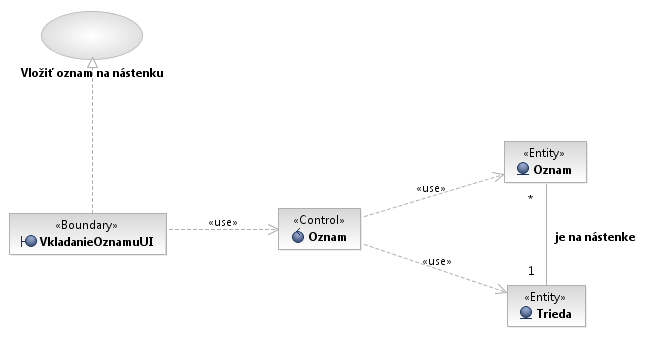 Vložiť oznam na nástenku
«Boundary»
VkladanieOznamuUI
«use»
«Control»
Oznam
«use»
«use»
«Entity»
Oznam
*
je na nástenke
1
«Entity»
Trieda